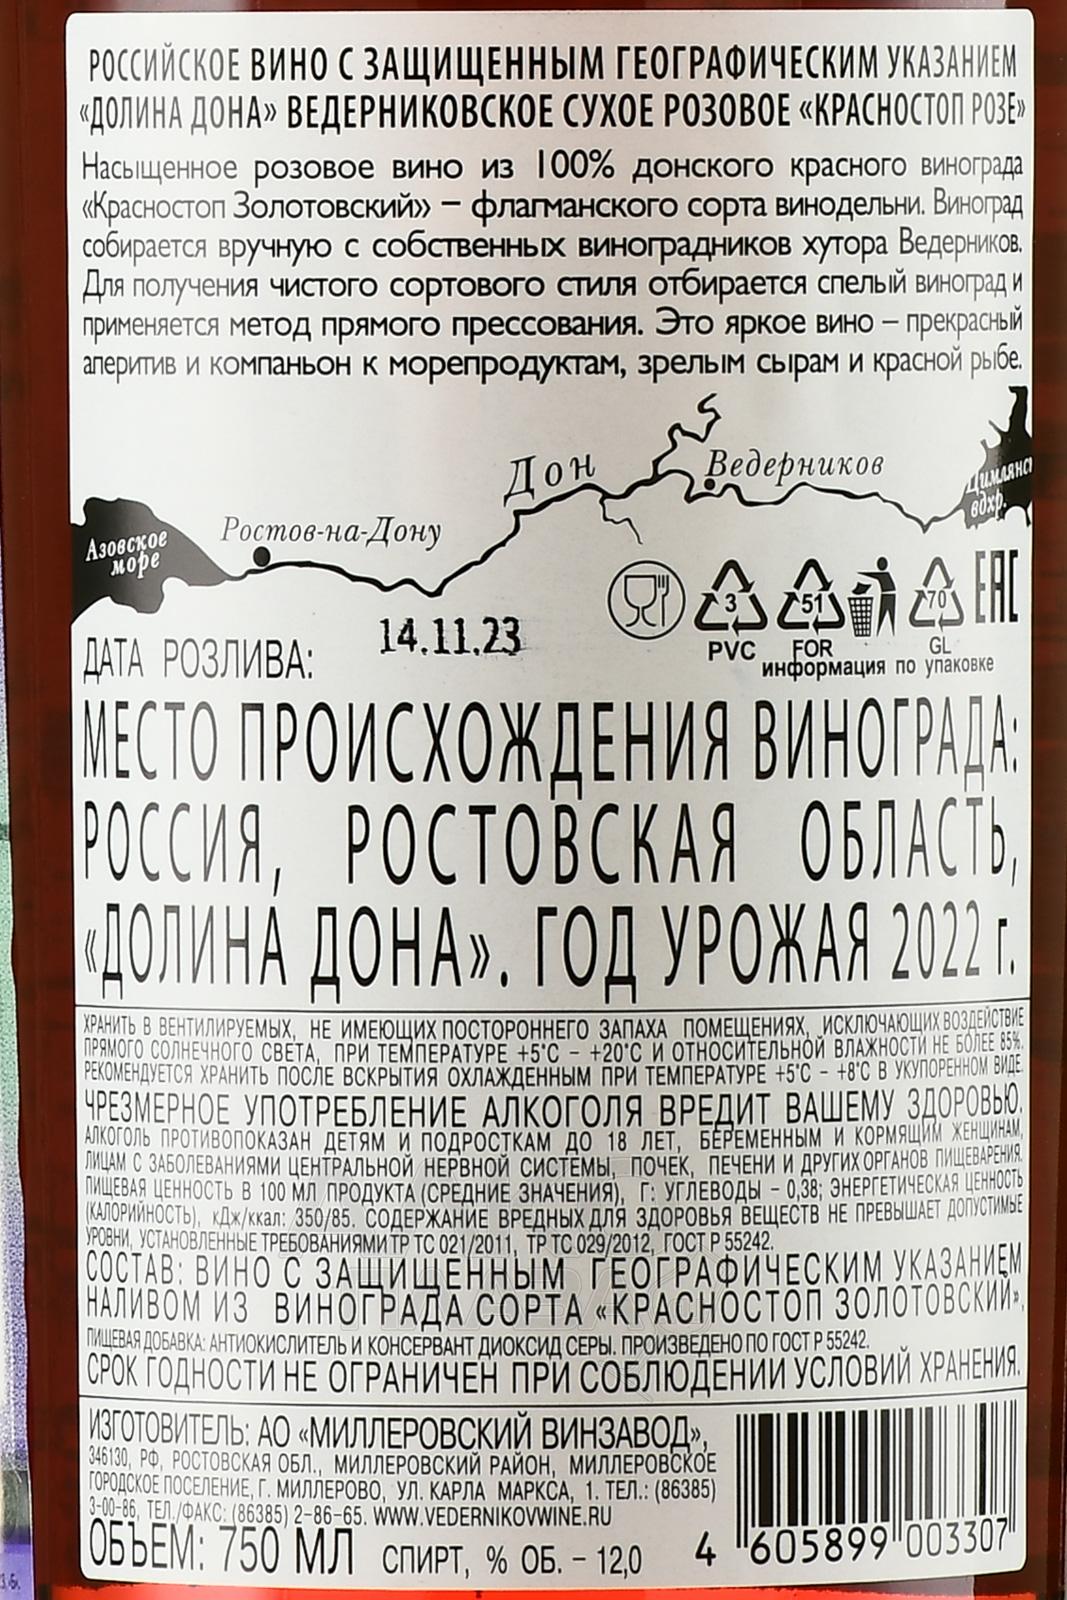 РОССИЙСКОЕ ВИНО С ЗАЩИЩЕННЫМ ГЕОГРАФИЧЕСКИМ УКАЗАНИЕМ
«ДОЛИНА ДОНА» ВЕДЕРНИКОВСКОЕ СУХОЕ РОЗОВОЕ «КРАСНОСТОП РОЗЕ»
Насыщенное розовое вино из 100% донского красного винограда
«Красностоп Золотовский» – флагманского сорта винодельни. Виноград
собирается вручную с собственных виноградников хутора Ведерников.
Для получения чистого сортового стиля отбирается спелый виноград и
применяется метод прямого прессования. Это яркое вино – прекрасный
аперитив и компаньон к морепродуктам, зрелым сырам и красной рыбе.
Дон
Ведерников
Цимлянс
вдхр.
Ростов-на-Дону
Азовское
море
3 51 70 EAC
PVC FOR GL
информация по упаковке
ДАТА РОЗЛИВА: 14.11.23
МЕСТО ПРОИСХОЖДЕНИЯ ВИНОГРАДА:
РОССИЯ, РОСТОВСКАЯ ОБЛАСТЬ,
«ДОЛИНА ДОНА». ГОД УРОЖАЯ 2022 г.
ХРАНИТЬ В ВЕНТИЛИРУЕМЫХ, НЕ ИМЕЮЩИХ ПОСТОРОННЕГО ЗАПАХА ПОМЕЩЕНИЯХ, ИСКЛЮЧАЮЩИХ ВОЗДЕЙСТВИЕ
ПРЯМОГО СОЛНЕЧНОГО СВЕТА, ПРИ ТЕМПЕРАТУРЕ +5°С – +20°С И ОТНОСИТЕЛЬНОЙ ВЛАЖНОСТИ НЕ БОЛЕЕ 85%.
РЕКОМЕНДУЕТСЯ ХРАНИТЬ ПОСЛЕ ВСКРЫТИЯ ОХЛАЖДЕННЫМ ПРИ ТЕМПЕРАТУРЕ +5°С – +8°С В УКУПОРЕННОМ ВИДЕ.
ЧРЕЗМЕРНОЕ УПОТРЕБЛЕНИЕ АЛКОГОЛЯ ВРЕДИТ ВАШЕМУ ЗДОРОВЬЮ.
АЛКОГОЛЬ ПРОТИВОПОКАЗАН ДЕТЯМ И ПОДРОСТКАМ ДО 18 ЛЕТ, БЕРЕМЕННЫМ И КОРМЯЩИМ ЖЕНЩИНАМ,
ЛИЦАМ С ЗАБОЛЕВАНИЯМИ ЦЕНТРАЛЬНОЙ НЕРВНОЙ СИСТЕМЫ, ПОЧЕК, ПЕЧЕНИ И ДРУГИХ ОРГАНОВ ПИЩЕВАРЕНИЯ.
ПИЩЕВАЯ ЦЕННОСТЬ В 100 МЛ ПРОДУКТА (СРЕДНИЕ ЗНАЧЕНИЯ), Г: УГЛЕВОДЫ – 0,38; ЭНЕРГЕТИЧЕСКАЯ ЦЕННОСТЬ
(КАЛОРИЙНОСТЬ), кДж/ккал: 350/85. СОДЕРЖАНИЕ ВРЕДНЫХ ДЛЯ ЗДОРОВЬЯ ВЕЩЕСТВ НЕ ПРЕВЫШАЕТ ДОПУСТИМЫЕ
УРОВНИ, УСТАНОВЛЕННЫЕ ТРЕБОВАНИЯМИ ТР ТС 021/2011, ТР ТС 029/2012, ГОСТ Р 55242.
СОСТАВ: ВИНО С ЗАЩИЩЕННЫМ ГЕОГРАФИЧЕСКИМ УКАЗАНИЕМ
НАЛИВОМ ИЗ ВИНОГРАДА СОРТА «КРАСНОСТОП ЗОЛОТОВСКИЙ».
ПИЩЕВАЯ ДОБАВКА: АНТИОКИСЛИТЕЛЬ И КОНСЕРВАНТ ДИОКСИД СЕРЫ. ПРОИЗВЕДЕНО ПО ГОСТ Р 55242.
СРОК ГОДНОСТИ НЕ ОГРАНИЧЕН ПРИ СОБЛЮДЕНИИ УСЛОВИЙ ХРАНЕНИЯ.
ИЗГОТОВИТЕЛЬ: АО «МИЛЛЕРОВСКИЙ ВИНЗАВОД»,
346130, РФ, РОСТОВСКАЯ ОБЛ., МИЛЛЕРОВСКИЙ РАЙОН, МИЛЛЕРОВСКОЕ
ГОРОДСКОЕ ПОСЕЛЕНИЕ, Г. МИЛЛЕРОВО, УЛ. КАРЛА МАРКСА, 1. ТЕЛ.: (86385)
3-00-86, ТЕЛ./ФАКС: (86385) 2-86-65. WWW.VEDERNIKOVWINE.RU
ОБЪЕМ: 750 МЛ СПИРТ, % ОБ. – 12,0
4 605899 003307